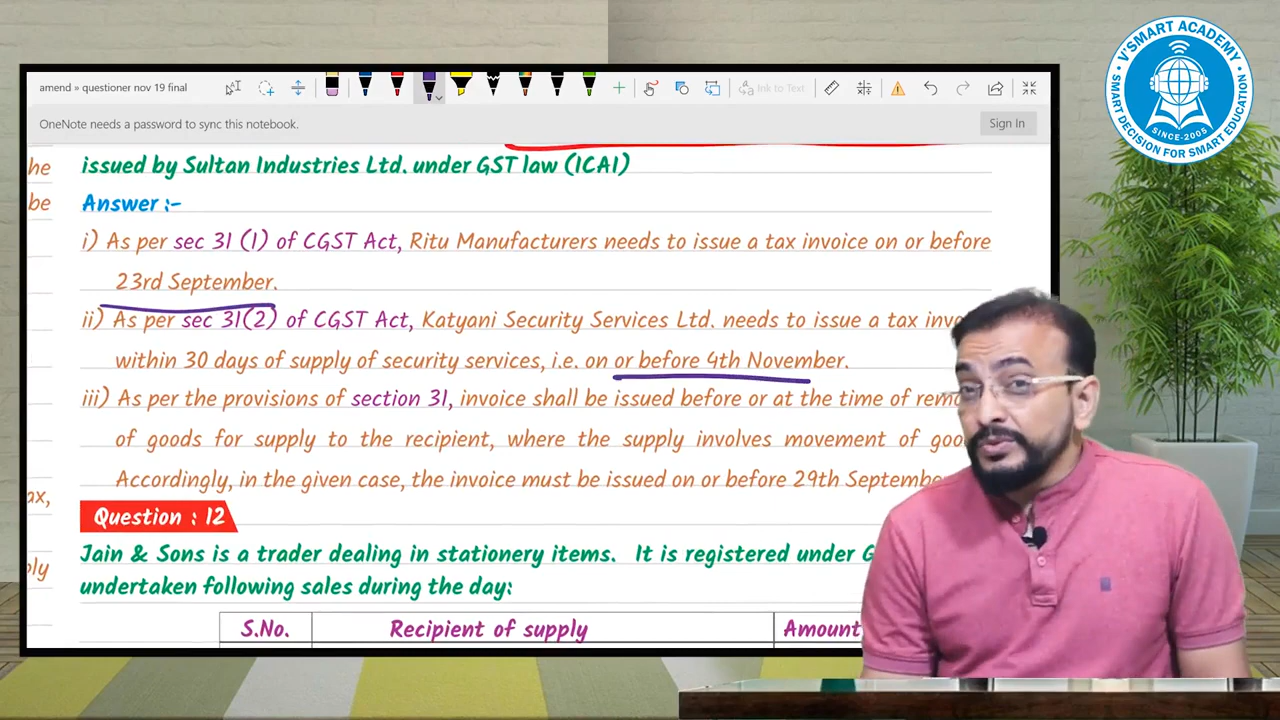 V'SMART ACADEMY
SMART DECISION FOR SMART EDUCATION
SINCE-2005
amend » questioner nov 19 final
Ink to Text
OneNote needs a password to sync this notebook.
Sign In
he
issued by Sultan Industries Ltd. under GST law (ICAI)
be
Answer :-
i) As per sec 31 (1) of CGST Act, Ritu Manufacturers needs to issue a tax invoice on or before
23rd September.
ii) As per sec 31(2) of CGST Act, Katyani Security Services Ltd. needs to issue a tax
within 30 days of supply of security services, i.e. on or before 4th November.
iii) As per the provisions of section 31, invoice shall be issued before or at the time of
of goods for supply to the recipient, where the supply involves movement of
ax,
Accordingly, in the given case, the invoice must be issued on or before 29th
Question : 12
Jain & Sons is a trader dealing in stationery items. It is registered under
ply
undertaken following sales during the day:
S.No.
Recipient of supply
Amount